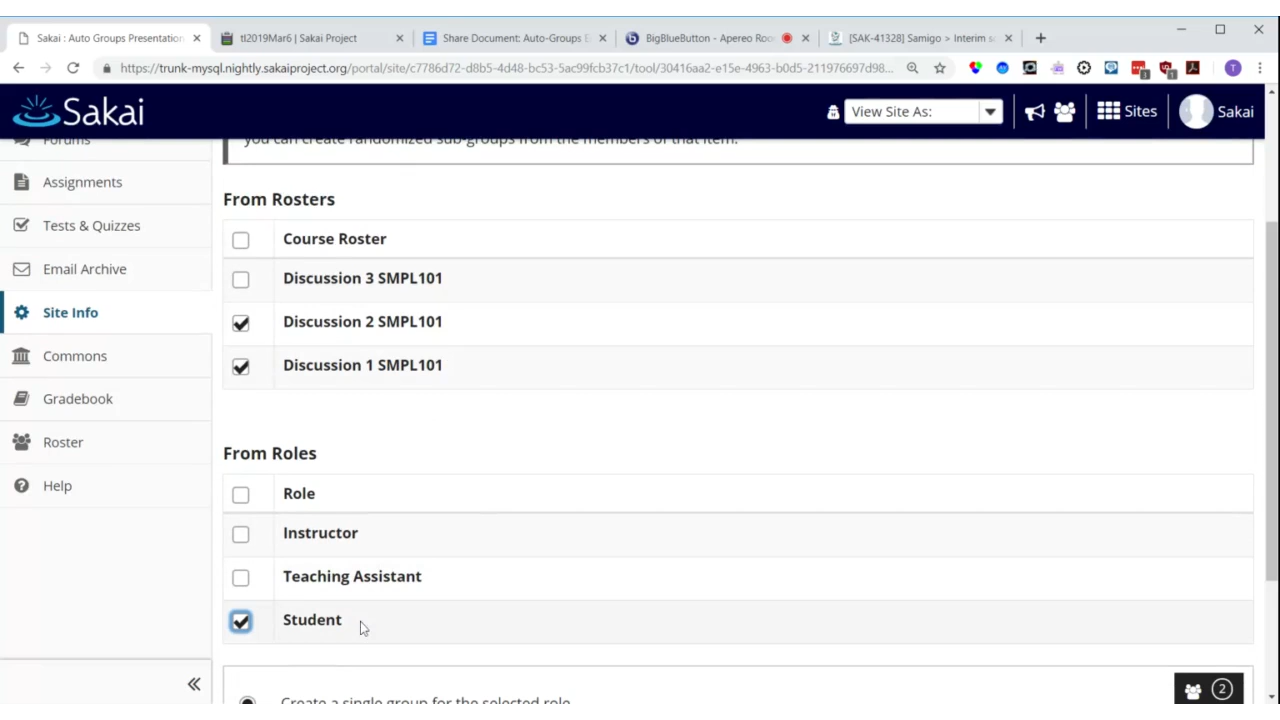 Sakai : Auto Groups Presentation
tl2019Mar6 | Sakai Project
Share Document: Auto-Groups E
BigBlueButton - Apereo Roo
[SAK-41328] Samigo > Interim s
https://trunk-mysql.nightly.sakaiproject.org/portal/site/c7786d72-d8b5-4d48-bc53-5ac99fcb37c1/tool/30416aa2-e15e-4963-b0d5-211976697d98...
T
Sakai
View Site As:
Sites
Sakai
Forums
Assignments
Tests & Quizzes
Email Archive
Site Info
Commons
Gradebook
Roster
Help
you can create randomized sub-groups from the members of that item.
From Rosters
Course Roster
Discussion 3 SMPL101
Discussion 2 SMPL101
Discussion 1 SMPL101
From Roles
Role
Instructor
Teaching Assistant
Student
Create a single group for the selected role
2